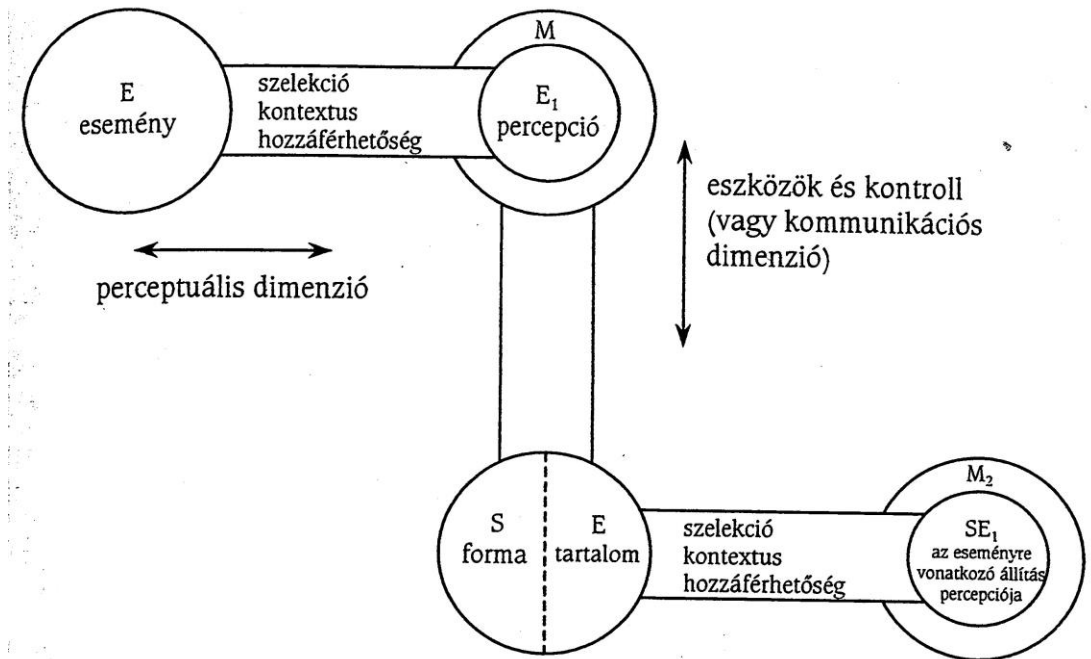 E
esemény
szelekció
kontextus
hozzáférhetőség
M
E₁
percepció
eszközök és kontroll
(vagy kommunikációs
dimenzió)
perceptuális dimenzió
S
forma
E
tartalom
szelekció
kontextus
hozzáférhetőség
M₂
SE₁
az eseményre
vonatkozó állítás
percepciója